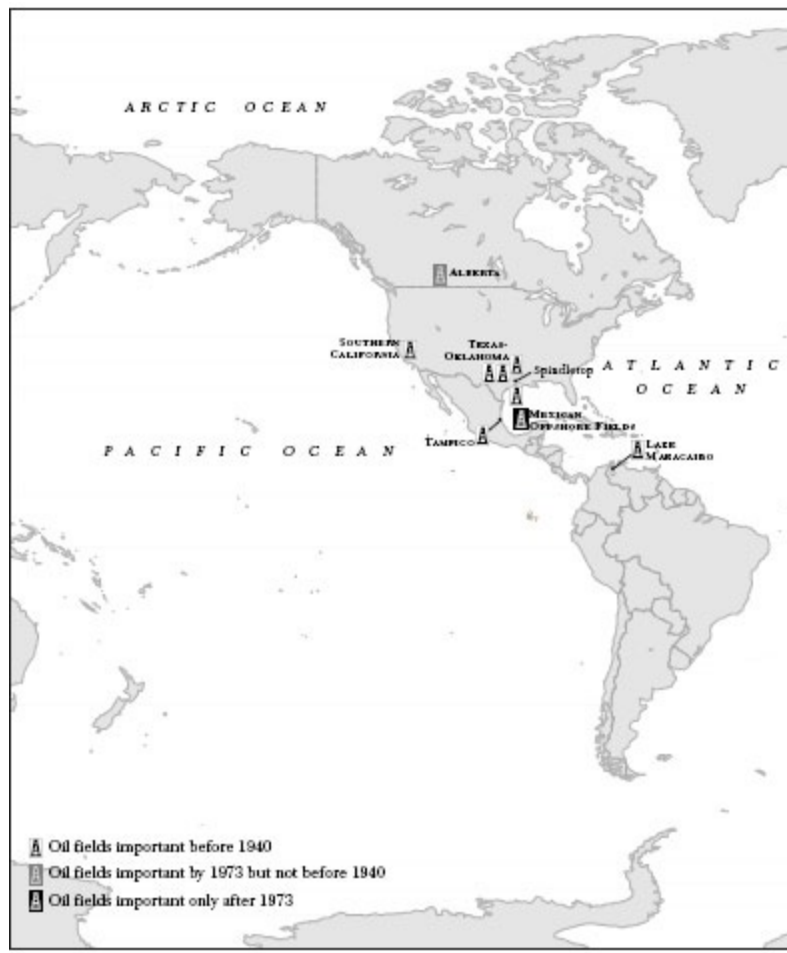 ARCTIC OCEAN
ALBERTA
SOUTHERN
CALIFORNIA
TEXAS-
OKLAHOMA
Spindletop
ATLANTIC
OCEAN
MEXICAN
OFFSHORE FIELDS
TAMPICO
LAKE
MARACAIBO
PACIFIC OCEAN
Oil fields important before 1940
Oil fields important by 1973 but not before 1940
Oil fields important only after 1973